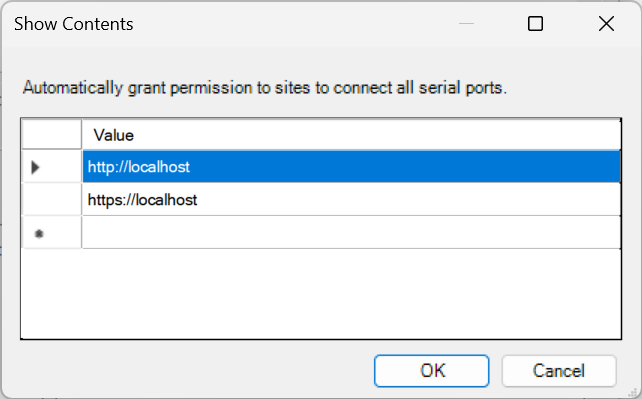 Show Contents
Automatically grant permission to sites to connect all serial ports.
Value
http://localhost
https://localhost
OK
Cancel